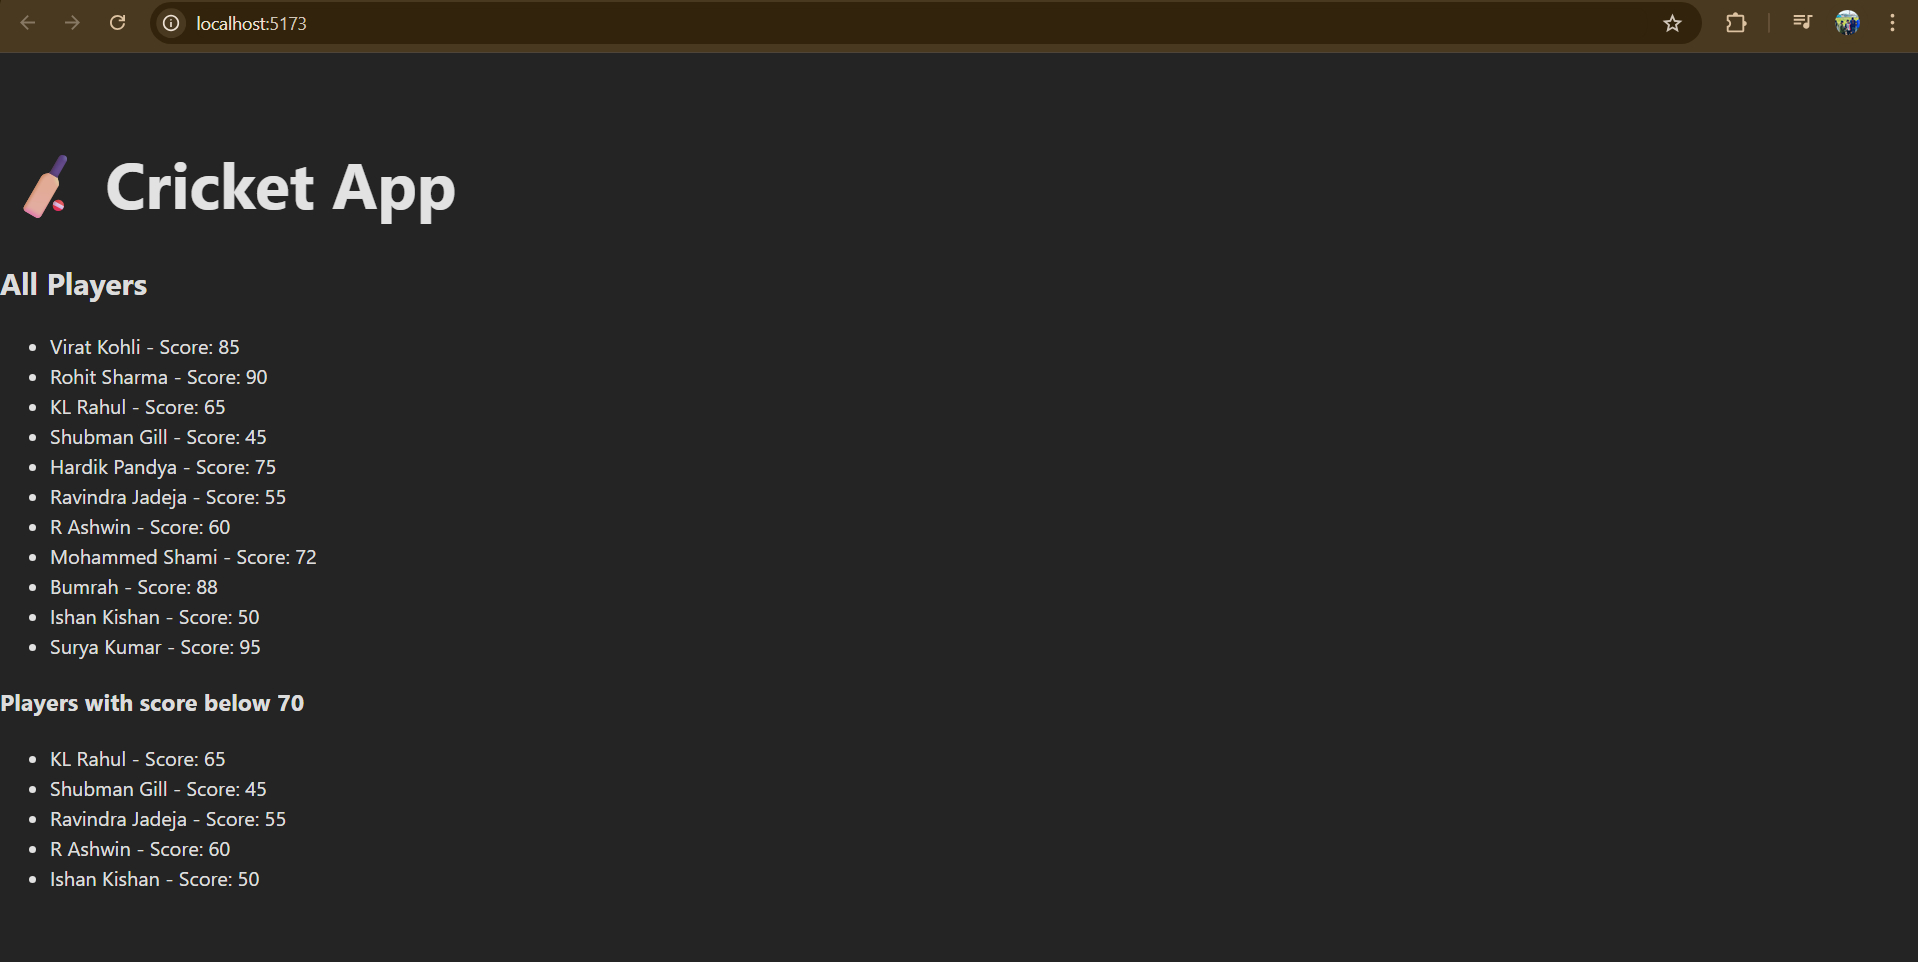 localhost:5173
Cricket App
All Players
Virat Kohli - Score: 85
Rohit Sharma - Score: 90
KL Rahul - Score: 65
Shubman Gill - Score: 45
Hardik Pandya - Score: 75
Ravindra Jadeja - Score: 55
R Ashwin - Score: 60
Mohammed Shami - Score: 72
Bumrah - Score: 88
Ishan Kishan - Score: 50
Surya Kumar - Score: 95
Players with score below 70
KL Rahul - Score: 65
Shubman Gill - Score: 45
Ravindra Jadeja - Score: 55
R Ashwin - Score: 60
Ishan Kishan - Score: 50